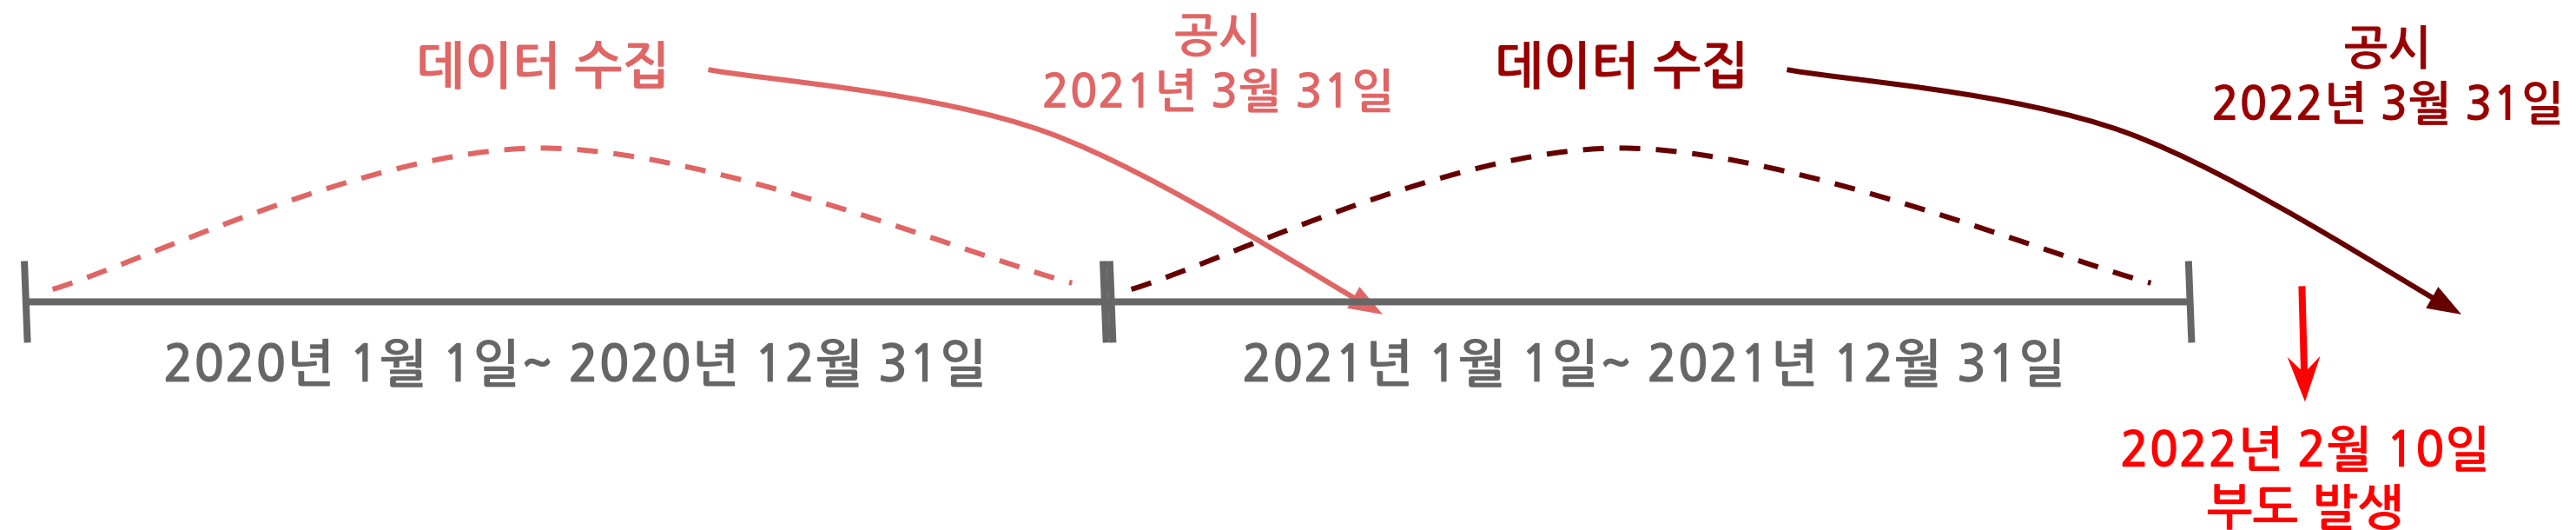 데이터 수집
공시
2021년 3월 31일
데이터 수집
공시
2022년 3월 31일
2020년 1월 1일~ 2020년 12월 31일
2021년 1월 1일~ 2021년 12월 31일
2022년 2월 10일
부도 발생